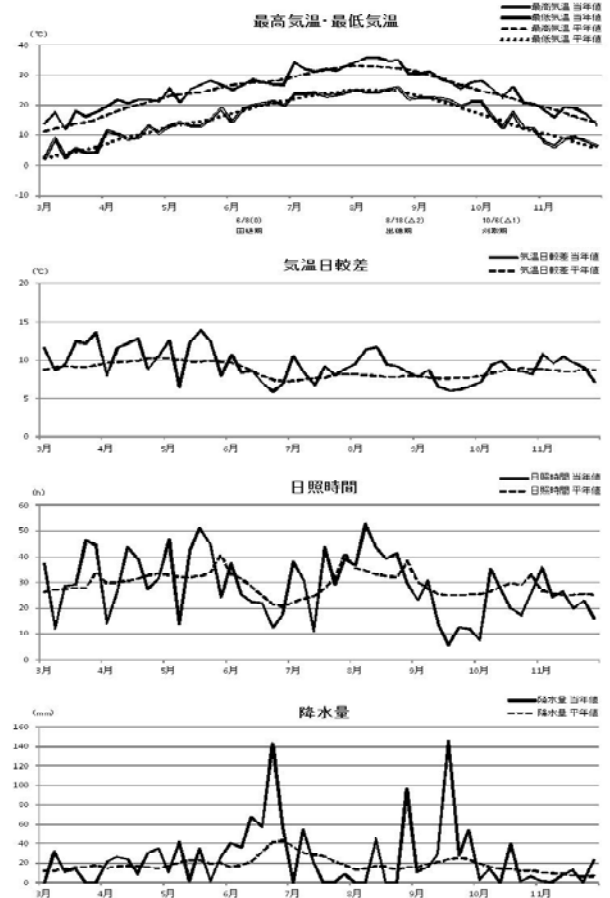 最高気温・最低気温
最高気温 当年値
最低気温 当年値
最高気温 平年値
最低気温 平年値
(℃)
40
30
20
10
0
-10
3月 4月 5月 6月 7月 8月 9月 10月 11月
6/8(0) 8/18(△2) 10/6(△1)
田植期 出穂期 刈取期
気温日較差
気温日較差 当年値
気温日較差 平年値
(℃)
20
15
10
5
0
3月 4月 5月 6月 7月 8月 9月 10月 11月
日照時間
日照時間 当年値
日照時間 平年値
(h)
60
50
40
30
20
10
0
3月 4月 5月 6月 7月 8月 9月 10月 11月
降水量
降水量 当年値
降水量 平年値
(mm)
160
140
120
100
80
60
40
20
0
3月 4月 5月 6月 7月 8月 9月 10月 11月